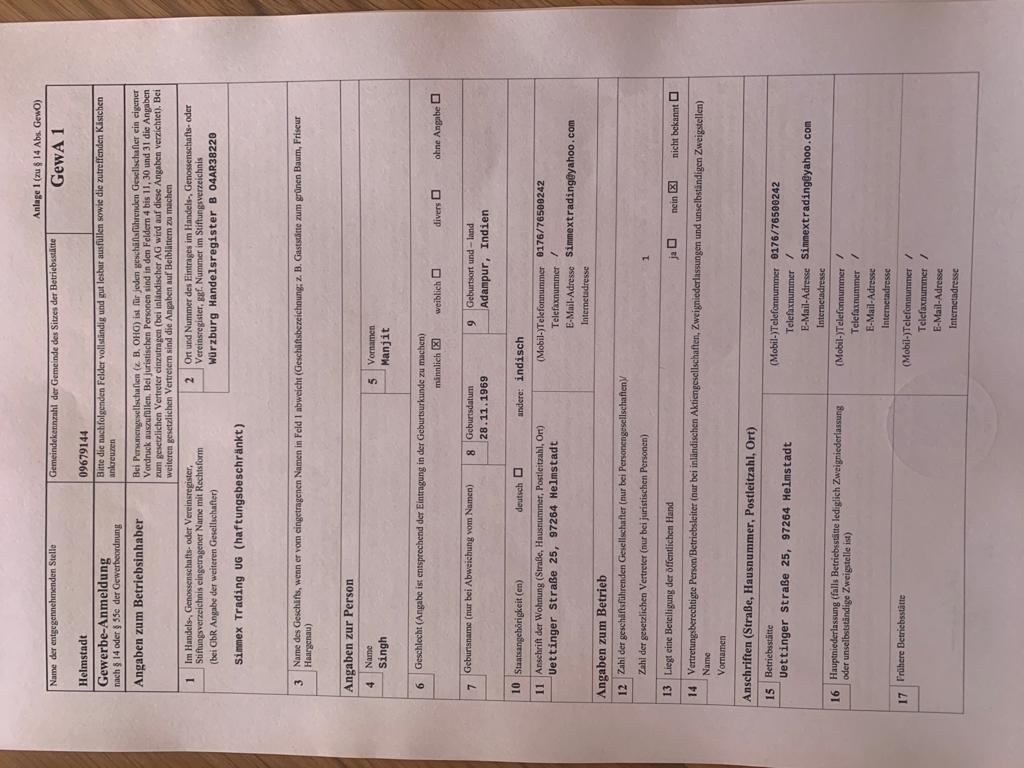 Anlage 1 (zu § 14 Abs. GewO)
Name der entgegennehmenden Stelle
Helmstadt
Gemeindekennzahl der Gemeinde des Sitzes der Betriebsstätte
09679144
GewA 1
Gewerbe-Anmeldung
nach § 14 oder § 55c der Gewerbeordnung
Bitte die nachfolgenden Felder vollständig und gut lesbar ausfüllen sowie die zutreffenden Kästchen
ankreuzen
Angaben zum Betriebsinhaber
Bei Personengesellschaften (z. B. OHG) ist für jeden geschäftsführenden Gesellschafter ein eigener
Vordruck auszufüllen. Bei juristischen Personen sind in den Feldern 4 bis 11, 30 und 31 die Angaben
zum gesetzlichen Vertreter einzutragen (bei inländischer AG wird auf diese Angaben verzichtet). Bei
weiteren gesetzlichen Vertretern sind die Angaben auf Beiblättern zu machen
1 Im Handels-, Genossenschafts- oder Vereinsregister,
Stiftungsverzeichnis eingetragener Name mit Rechtsform
(bei GbR Angabe der weiteren Gesellschafter)
Simmex Trading UG (haftungsbeschränkt)
2 Ort und Nummer des Eintrages im Handels-, Genossenschafts- oder
Vereinsregister, ggf. Nummer im Stiftungsverzeichnis
Würzburg Handelsregister B O4AR38220
3 Name des Geschäfts, wenn er vom eingetragenen Namen in Feld 1 abweicht (Geschäftsbezeichnung; z. B. Gaststätte zum grünen Baum, Friseur
Haargenau)
Angaben zur Person
4 Name
Singh
5 Vornamen
Manjit
6 Geschlecht (Angabe ist entsprechend der Eintragung in der Geburtsurkunde zu machen)
männlich ☒ weiblich ☐ divers ☐ ohne Angabe ☐
7 Geburtsname (nur bei Abweichung vom Namen)
8 Geburtsdatum
28.11.1969
9 Geburtsort und – land
Adampur, Indien
10 Staatsangehörigkeit (en) deutsch ☐ andere: indisch
11 Anschrift der Wohnung (Straße, Hausnummer, Postleitzahl, Ort)
Uettinger Straße 25, 97264 Helmstadt
(Mobil-)Telefonnummer 0176/76500242
Telefaxnummer /
E-Mail-Adresse Simmextrading@yahoo.com
Internetadresse
Angaben zum Betrieb
12 Zahl der geschäftsführenden Gesellschafter (nur bei Personengesellschaften)/
Zahl der gesetzlichen Vertreter (nur bei juristischen Personen) 1
13 Liegt eine Beteiligung der öffentlichen Hand ja ☐ nein ☒ nicht bekannt ☐
14 Vertretungsberechtigte Person/Betriebsleiter (nur bei inländischen Aktiengesellschaften, Zweigniederlassungen und unselbständigen Zweigstellen)
Name
Vornamen
Anschriften (Straße, Hausnummer, Postleitzahl, Ort)
15 Betriebsstätte
Uettinger Straße 25, 97264 Helmstadt
(Mobil-)Telefonnummer 0176/76500242
Telefaxnummer /
E-Mail-Adresse Simmextrading@yahoo.com
Internetadresse
16 Hauptniederlassung (falls Betriebsstätte lediglich Zweigniederlassung
oder unselbstständige Zweigstelle ist)
(Mobil-)Telefonnummer /
Telefaxnummer /
E-Mail-Adresse
Internetadresse
17 Frühere Betriebsstätte
(Mobil-)Telefonnummer /
Telefaxnummer /
E-Mail-Adresse
Internetadresse